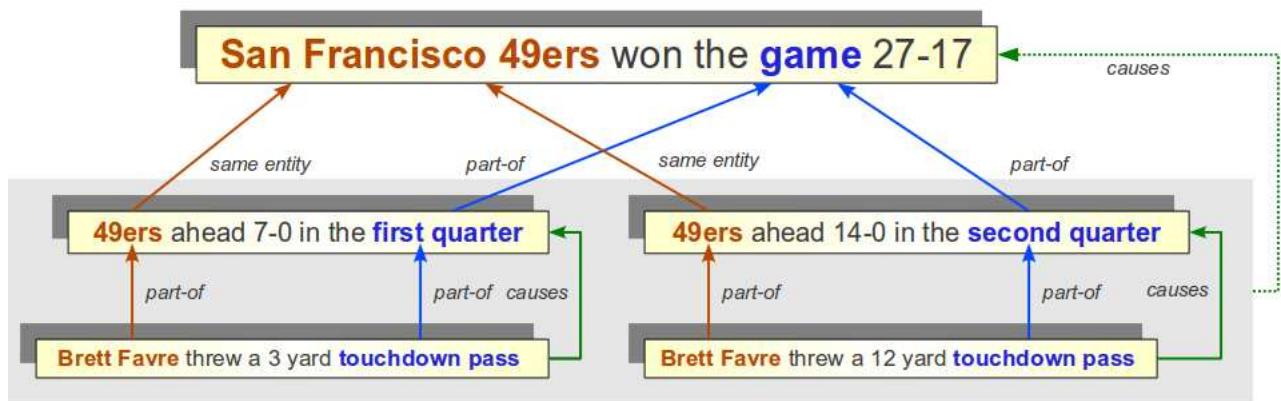 San Francisco 49ers won the game 27-17
causes
same entity
part-of
same entity
part-of
49ers ahead 7-0 in the first quarter
49ers ahead 14-0 in the second quarter
part-of
part-of
causes
part-of
part-of
causes
Brett Favre threw a 3 yard touchdown pass
Brett Favre threw a 12 yard touchdown pass